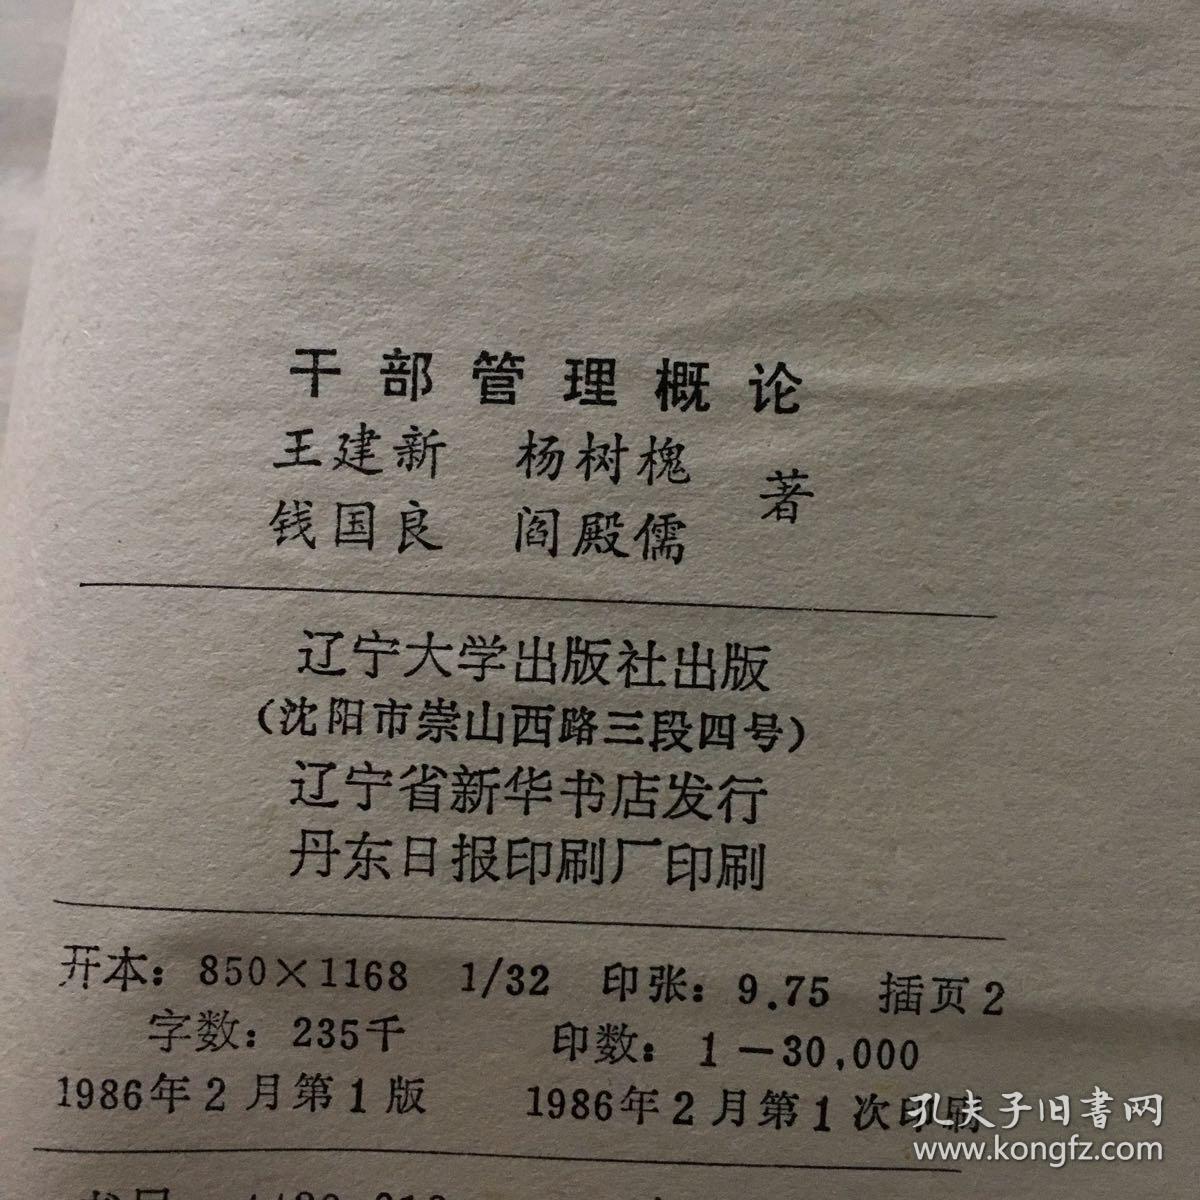 干部管理概论
王建新 杨树槐
著
钱国良 阎殿儒
辽宁大学出版社出版
(沈阳市崇山西路三段四号)
辽宁省新华书店发行
丹东日报印刷厂印刷
开本：850×1168 1/32 印张：9.75 插页2
字数：235千 印数：1－30,000
1986年2月第1版 1986年2月第1次印刷
孔夫子旧書网
www.kongfz.com